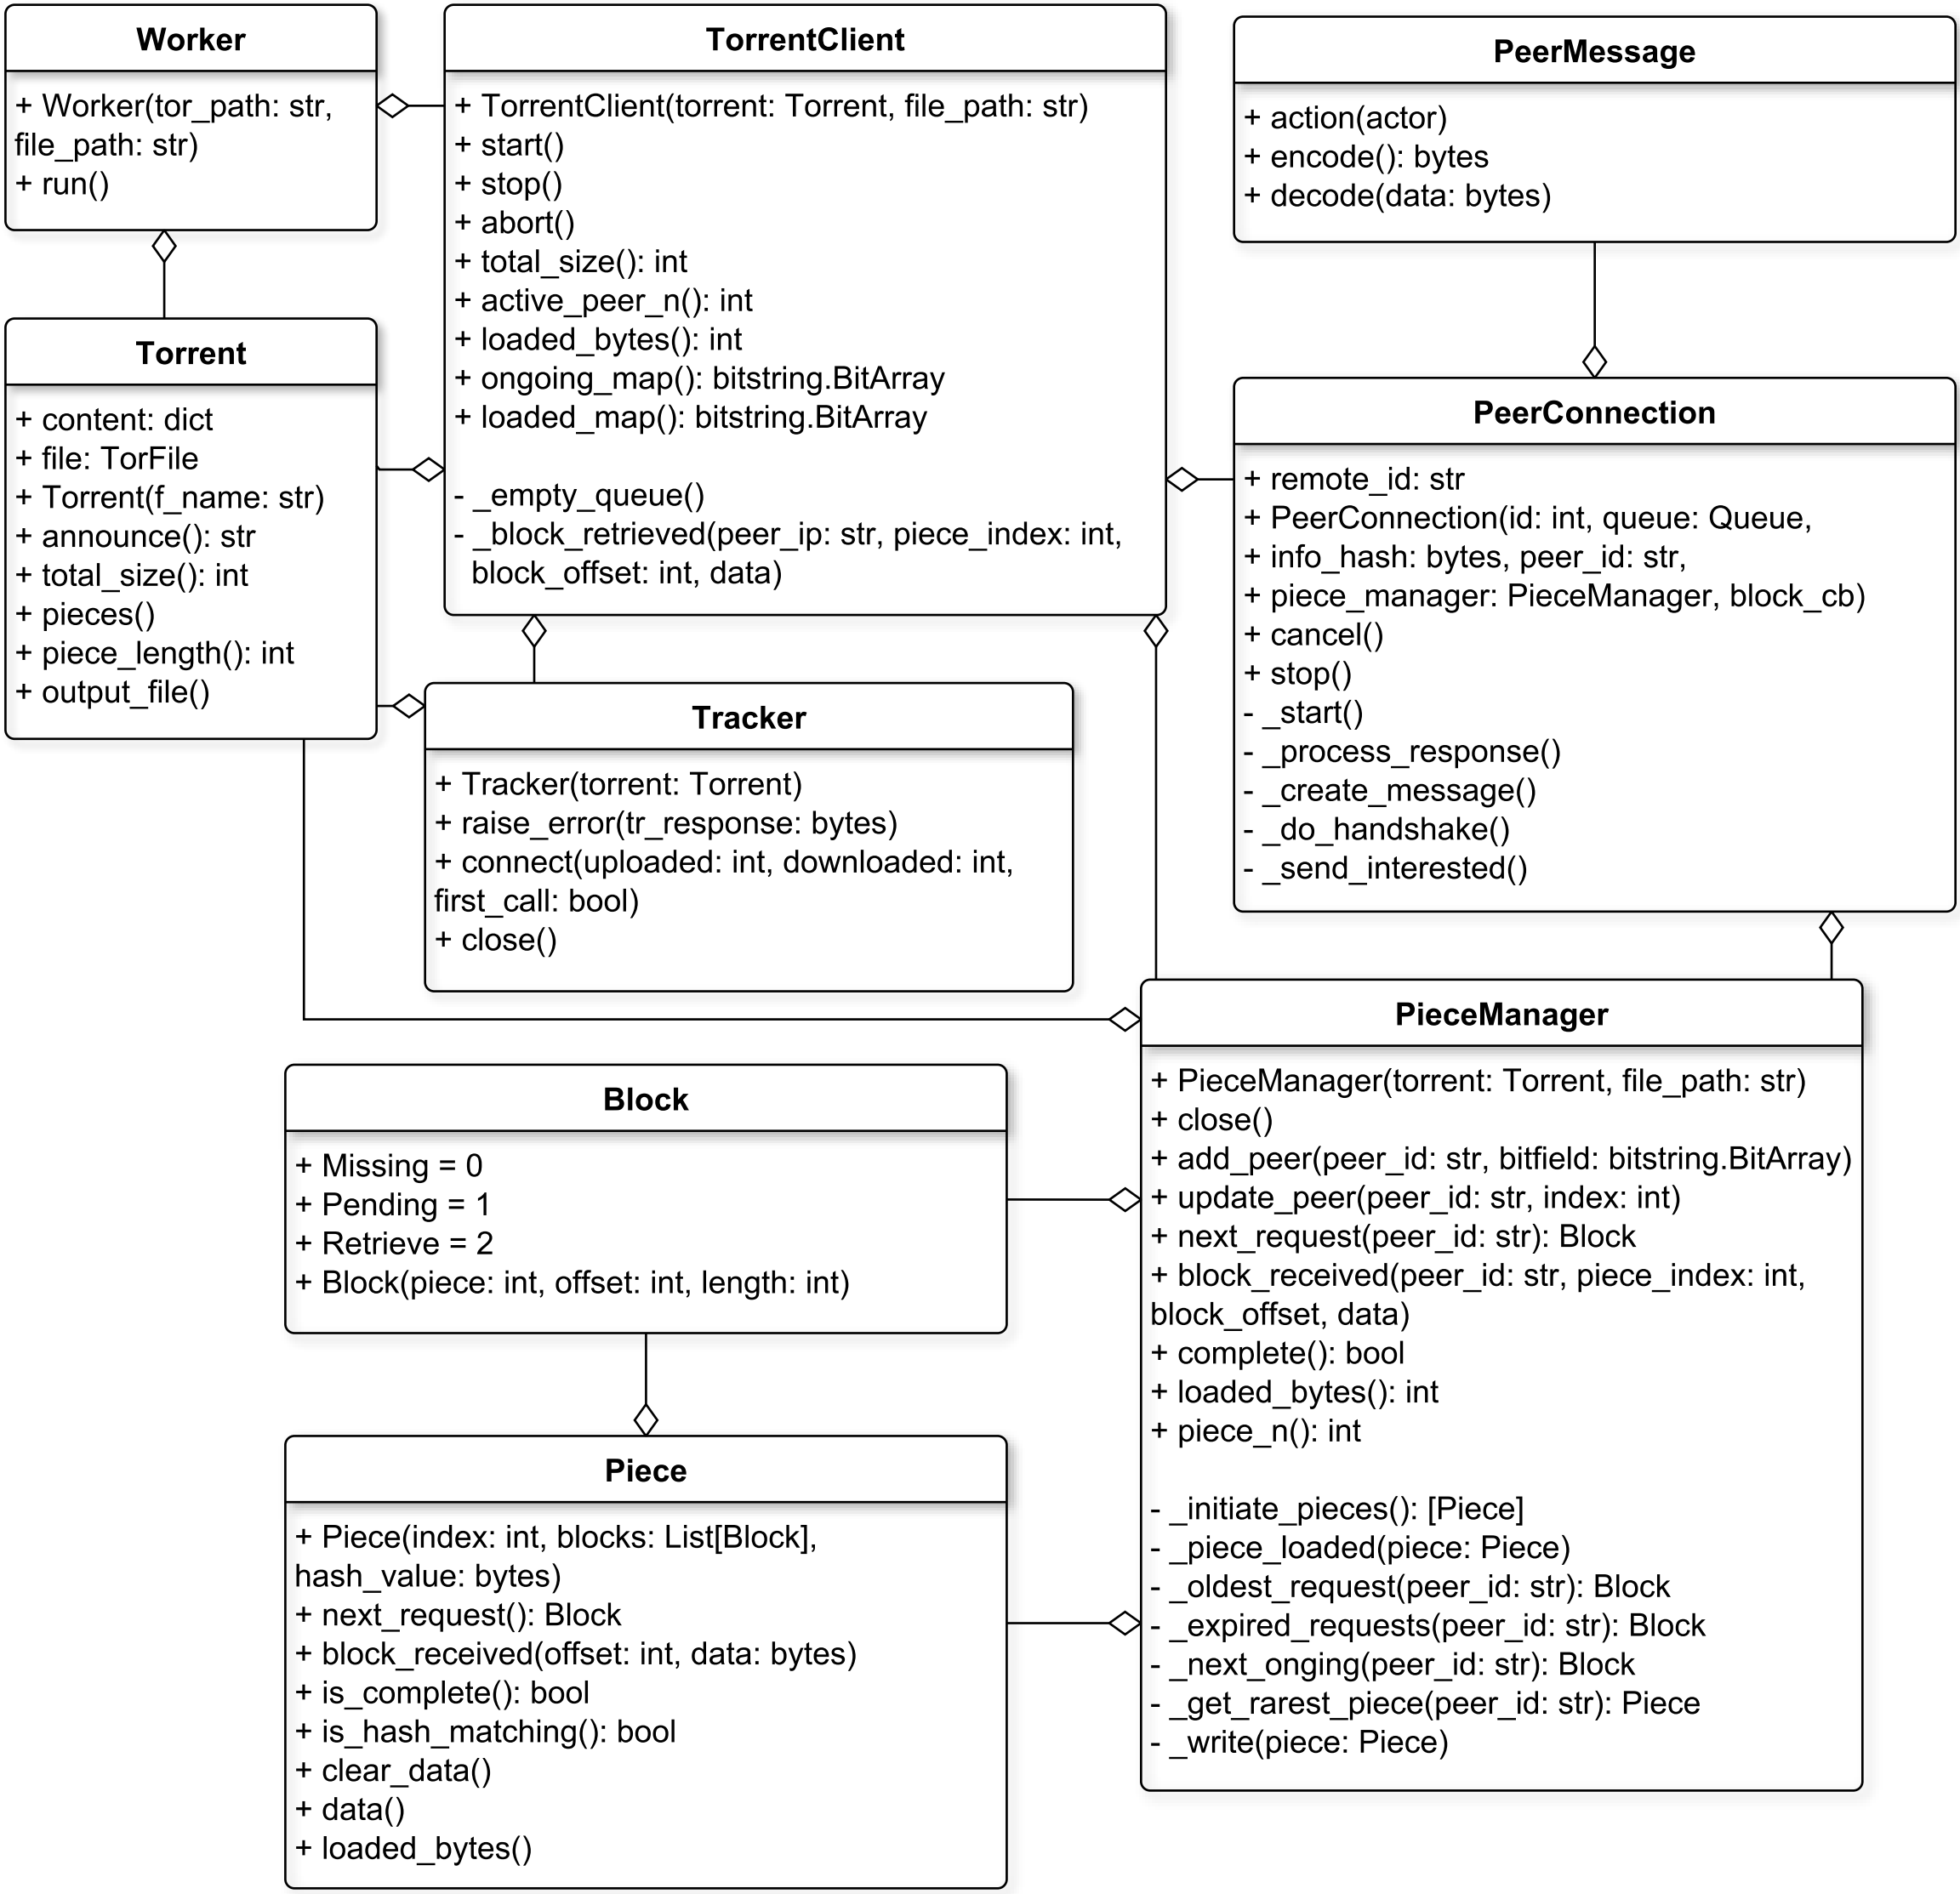 Worker
+ Worker(tor_path: str,
file_path: str)
+ run()
TorrentClient
+ TorrentClient(torrent: Torrent, file_path: str)
+ start()
+ stop()
+ abort()
+ total_size(): int
+ active_peer_n(): int
+ loaded_bytes(): int
+ ongoing_map(): bitstring.BitArray
+ loaded_map(): bitstring.BitArray
- _empty_queue()
- _block_retrieved(peer_ip: str, piece_index: int,
block_offset: int, data)
PeerMessage
+ action(actor)
+ encode(): bytes
+ decode(data: bytes)
Torrent
+ content: dict
+ file: TorFile
+ Torrent(f_name: str)
+ announce(): str
+ total_size(): int
+ pieces()
+ piece_length(): int
+ output_file()
PeerConnection
+ remote_id: str
+ PeerConnection(id: int, queue: Queue,
+ info_hash: bytes, peer_id: str,
+ piece_manager: PieceManager, block_cb)
+ cancel()
+ stop()
- _start()
- _process_response()
- _create_message()
- _do_handshake()
- _send_interested()
Tracker
+ Tracker(torrent: Torrent)
+ raise_error(tr_response: bytes)
+ connect(uploaded: int, downloaded: int,
first_call: bool)
+ close()
PieceManager
+ PieceManager(torrent: Torrent, file_path: str)
+ close()
+ add_peer(peer_id: str, bitfield: bitstring.BitArray)
+ update_peer(peer_id: str, index: int)
+ next_request(peer_id: str): Block
+ block_received(peer_id: str, piece_index: int,
block_offset, data)
+ complete(): bool
+ loaded_bytes(): int
+ piece_n(): int
- _initiate_pieces(): [Piece]
- _piece_loaded(piece: Piece)
- _oldest_request(peer_id: str): Block
- _expired_requests(peer_id: str): Block
- _next_onging(peer_id: str): Block
- _get_rarest_piece(peer_id: str): Piece
- _write(piece: Piece)
Block
+ Missing = 0
+ Pending = 1
+ Retrieve = 2
+ Block(piece: int, offset: int, length: int)
Piece
+ Piece(index: int, blocks: List[Block],
hash_value: bytes)
+ next_request(): Block
+ block_received(offset: int, data: bytes)
+ is_complete(): bool
+ is_hash_matching(): bool
+ clear_data()
+ data()
+ loaded_bytes()